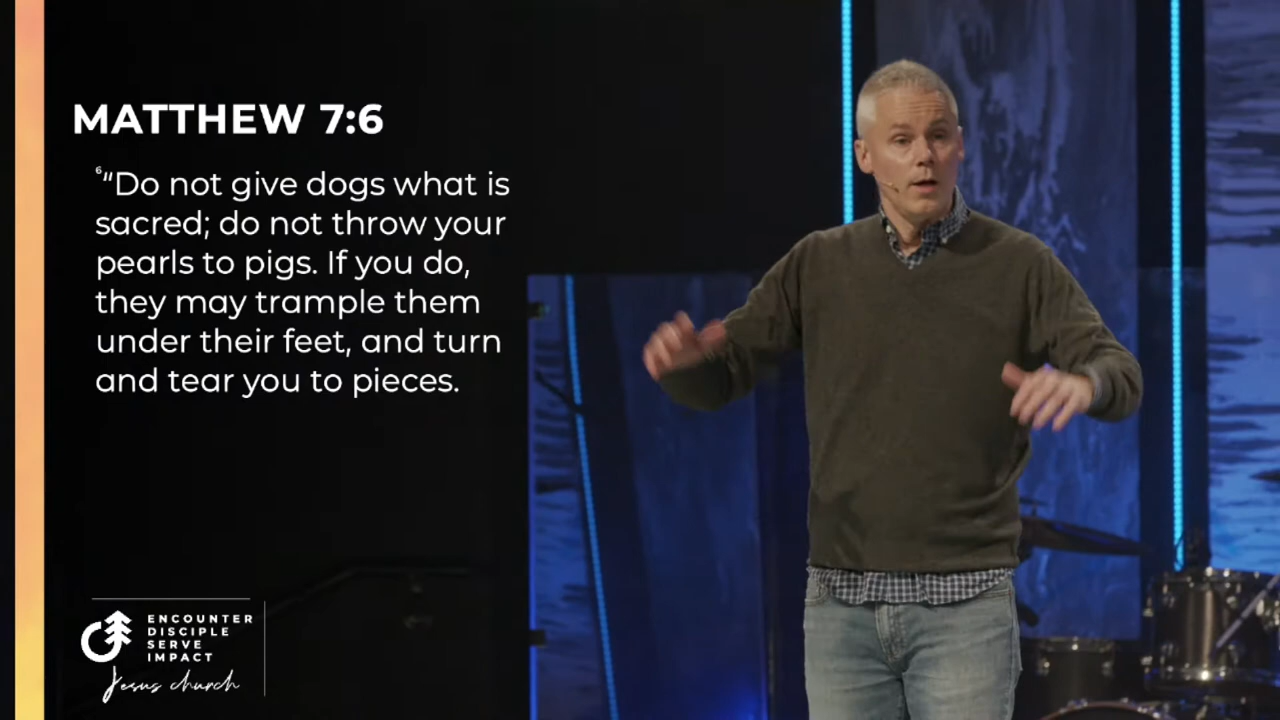 MATTHEW 7:6
⁶"Do not give dogs what is
sacred; do not throw your
pearls to pigs. If you do,
they may trample them
under their feet, and turn
and tear you to pieces.
ENCOUNTER
DISCIPLE
SERVE
IMPACT
Jesus church